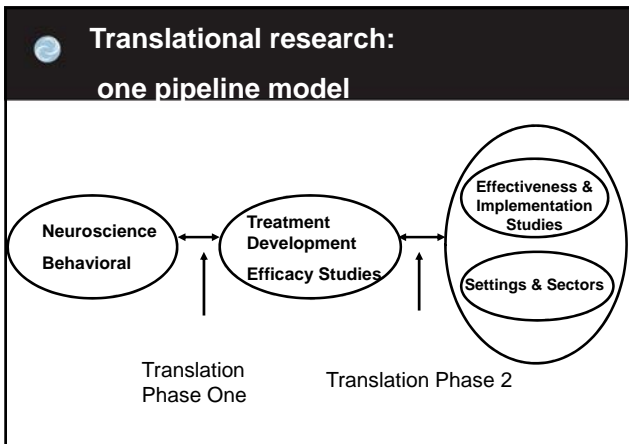 Translational research:
one pipeline model
Neuroscience
Behavioral
Treatment
Development
Efficacy Studies
Effectiveness &
Implementation
Studies
Settings & Sectors
Translation
Phase One
Translation Phase 2